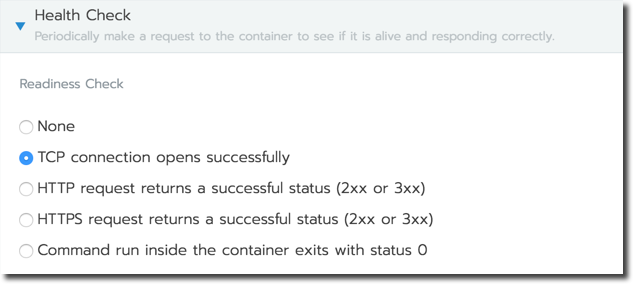 Health Check
Periodically make a request to the container to see if it is alive and responding correctly.
Readiness Check
None
TCP connection opens successfully
HTTP request returns a successful status (2xx or 3xx)
HTTPS request returns a successful status (2xx or 3xx)
Command run inside the container exits with status 0